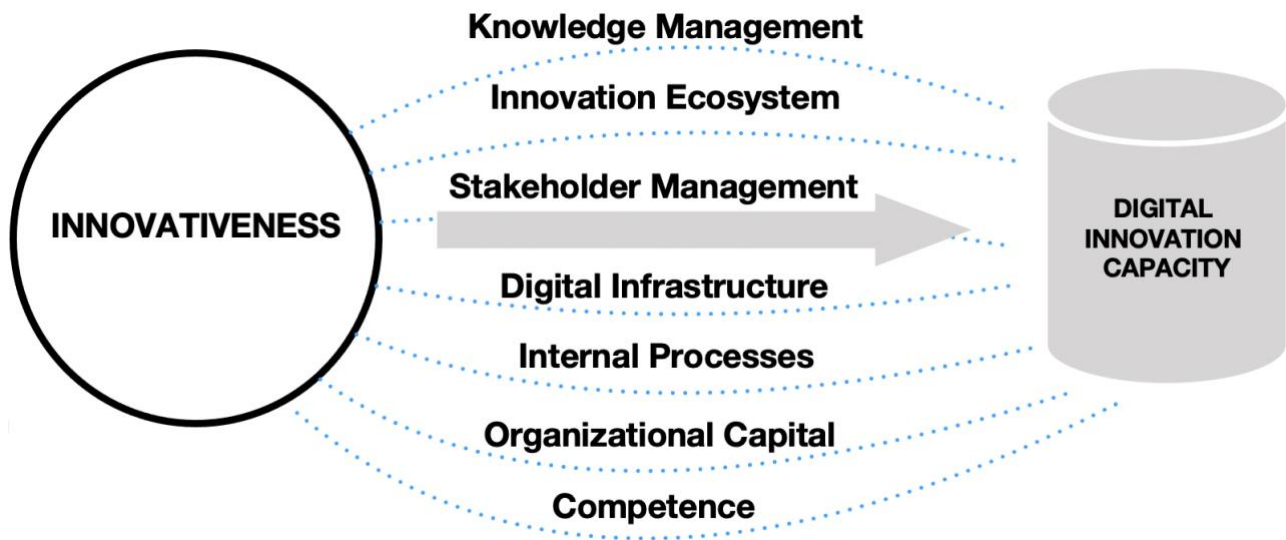 Knowledge Management
Innovation Ecosystem
Stakeholder Management
INNOVATIVENESS
DIGITAL
INNOVATION
CAPACITY
Digital Infrastructure
Internal Processes
Organizational Capital
Competence